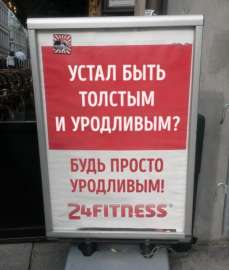 УСТАЛ БЫТЬ
ТОЛСТЫМ
И УРОДЛИВЫМ?
БУДЬ ПРОСТО
УРОДЛИВЫМ!
24FITNESS